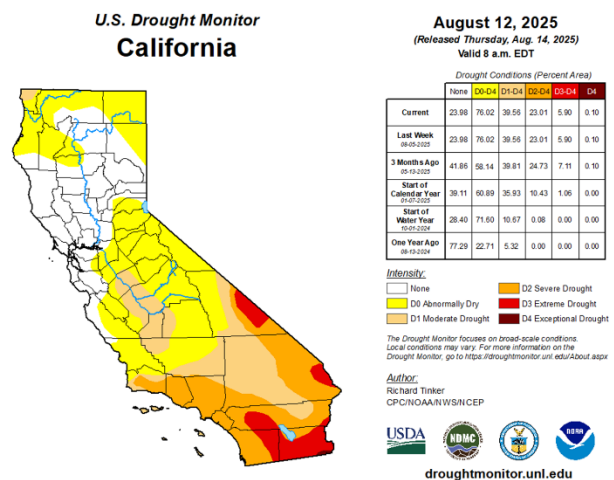 U.S. Drought Monitor
California
August 12, 2025
(Released Thursday, Aug. 14, 2025)
Valid 8 a.m. EDT
Drought Conditions (Percent Area)
None D0-D4 D1-D4 D2-D4 D3-D4 D4
Current 23.98 76.02 39.56 23.01 5.90 0.10
Last Week 23.98 76.02 39.56 23.01 5.90 0.10
08-05-2025
3 Months Ago 41.86 58.14 39.81 24.73 7.11 0.10
05-13-2025
Start of
Calendar Year 39.11 60.89 35.93 10.43 1.06 0.00
01-07-2025
Start of
Water Year 28.40 71.60 10.67 0.08 0.00 0.00
10-01-2024
One Year Ago 77.29 22.71 5.32 0.00 0.00 0.00
08-13-2024
Intensity:
None
D0 Abnormally Dry
D1 Moderate Drought
D2 Severe Drought
D3 Extreme Drought
D4 Exceptional Drought
The Drought Monitor focuses on broad-scale conditions.
Local conditions may vary. For more information on the
Drought Monitor, go to https://droughtmonitor.unl.edu/About.aspx
Author:
Richard Tinker
CPC/NOAA/NWS/NCEP
USDA
NDMC
NOAA
droughtmonitor.unl.edu